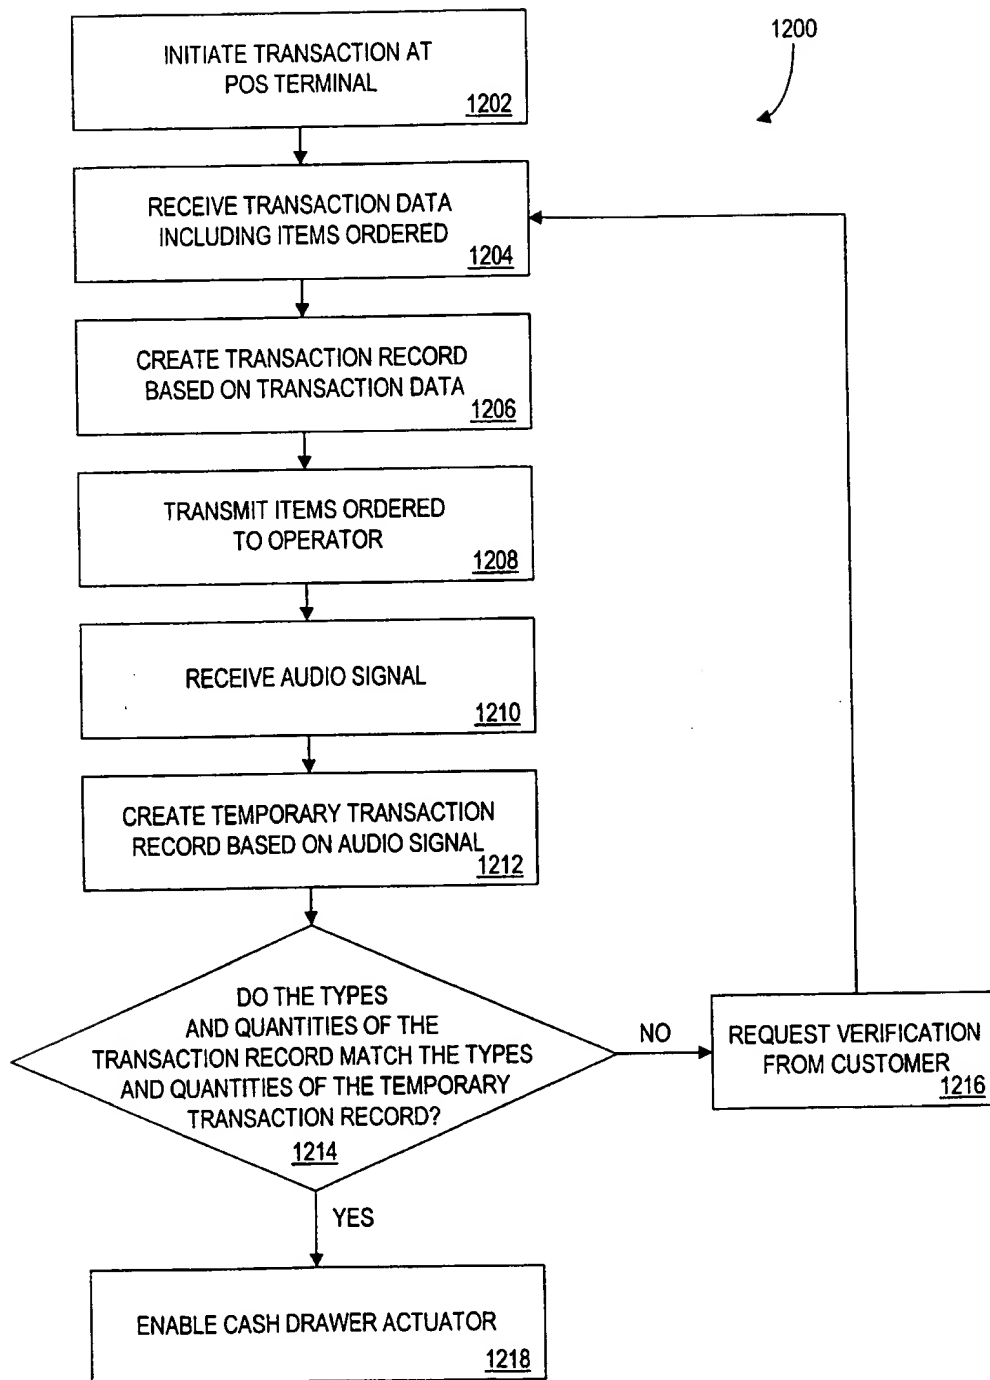 INITIATE TRANSACTION AT
POS TERMINAL
1202
1200
RECEIVE TRANSACTION DATA
INCLUDING ITEMS ORDERED
1204
CREATE TRANSACTION RECORD
BASED ON TRANSACTION DATA
1206
TRANSMIT ITEMS ORDERED
TO OPERATOR
1208
RECEIVE AUDIO SIGNAL
1210
CREATE TEMPORARY TRANSACTION
RECORD BASED ON AUDIO SIGNAL
1212
DO THE TYPES
AND QUANTITIES OF THE
TRANSACTION RECORD MATCH THE TYPES
AND QUANTITIES OF THE TEMPORARY
TRANSACTION RECORD?
1214
NO
REQUEST VERIFICATION
FROM CUSTOMER
1216
YES
ENABLE CASH DRAWER ACTUATOR
1218